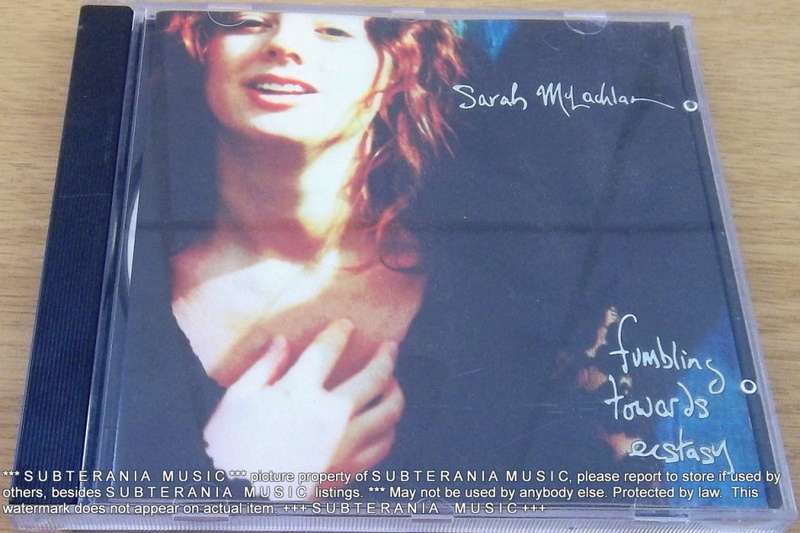 Sarah McLachlan
fumbling
towards
ecstasy
*** S U B T E R A N I A   M U S I C *** picture property of S U B T E R A N I A  M U S I C, please report to store if used by
others, besides S U B T E R A N I A   M U S I C  listings. *** May not be used by anybody else. Protected by law.  This
watermark does not appear on actual item. +++ S U B T E R A N I A    M U S I C +++